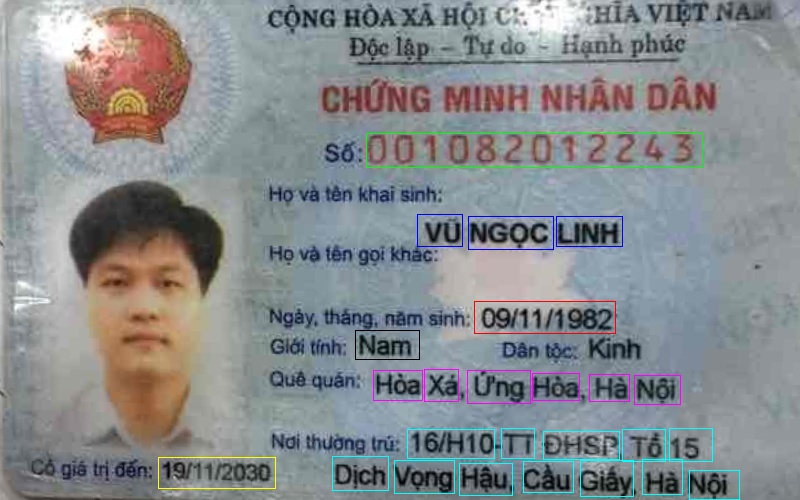 CỘNG HÒA XÃ HỘI CHỦ NGHĨA VIỆT NAM
Độc lập - Tự do - Hạnh phúc
CHỨNG MINH NHÂN DÂN
Số: 001082012243
Họ và tên khai sinh:
VŨ NGỌC LINH
Họ và tên gọi khác:
Ngày, tháng, năm sinh: 09/11/1982
Giới tính: Nam Dân tộc: Kinh
Quê quán: Hòa Xá, Ứng Hòa, Hà Nội
Nơi thường trú: 16/H10-TT ĐHSP, Tổ 15
Dịch Vọng Hậu, Cầu Giấy, Hà Nội
Có giá trị đến: 19/11/2030